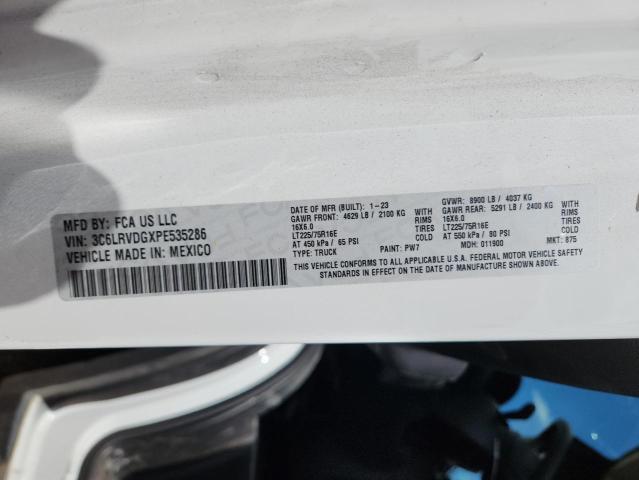 MFD BY: FCA US LLC
VIN: 3C6LRVDGXPE535286
VEHICLE MADE IN: MEXICO
DATE OF MFR (BUILT): 1-23 GVWR: 8900 LB / 4037 KG
GAWR FRONT: 4629 LB / 2100 KG WITH GAWR REAR: 5291 LB / 2400 KG WITH
16X6.0 RIMS 16X6.0 RIMS
LT225/75R16E TIRES LT225/75R16E TIRES
AT 450 kPa / 65 PSI COLD AT 550 kPa / 80 PSI COLD
TYPE: TRUCK PAINT: PW7 MDH: 011900 MKT: 875
THIS VEHICLE CONFORMS TO ALL APPLICABLE U.S.A. FEDERAL MOTOR VEHICLE SAFETY
STANDARDS IN EFFECT ON THE DATE OF MANUFACTURE SHOWN ABOVE.